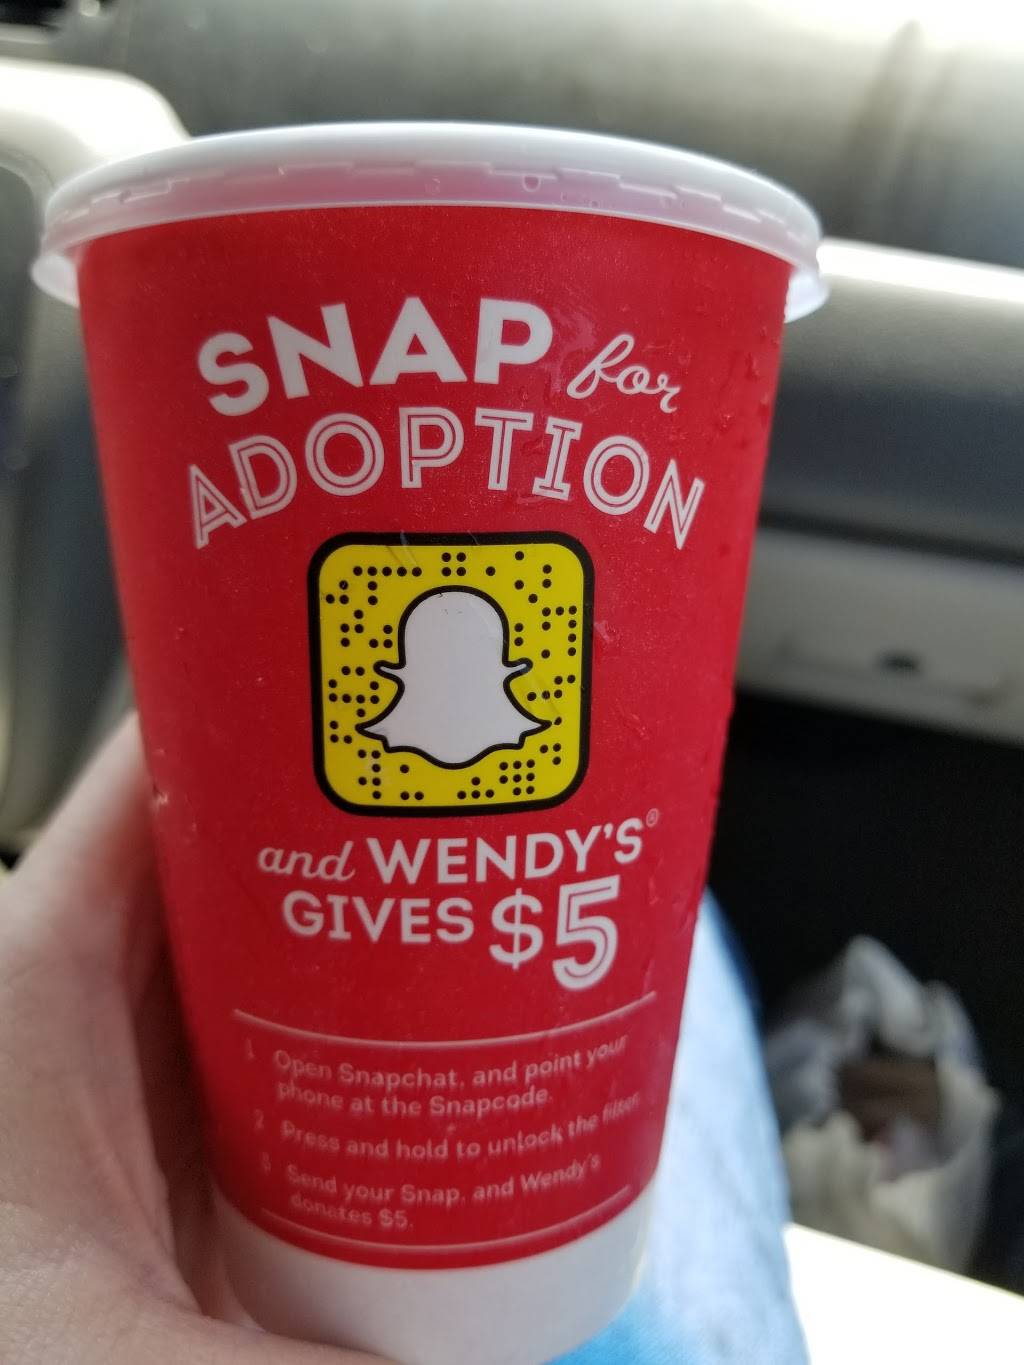 SNAP for
ADOPTION
and WENDY'S®
GIVES $5
1 Open Snapchat, and point your
phone at the Snapcode.
2 Press and hold to unlock the filter.
3 Send your Snap, and Wendy's
donates $5.